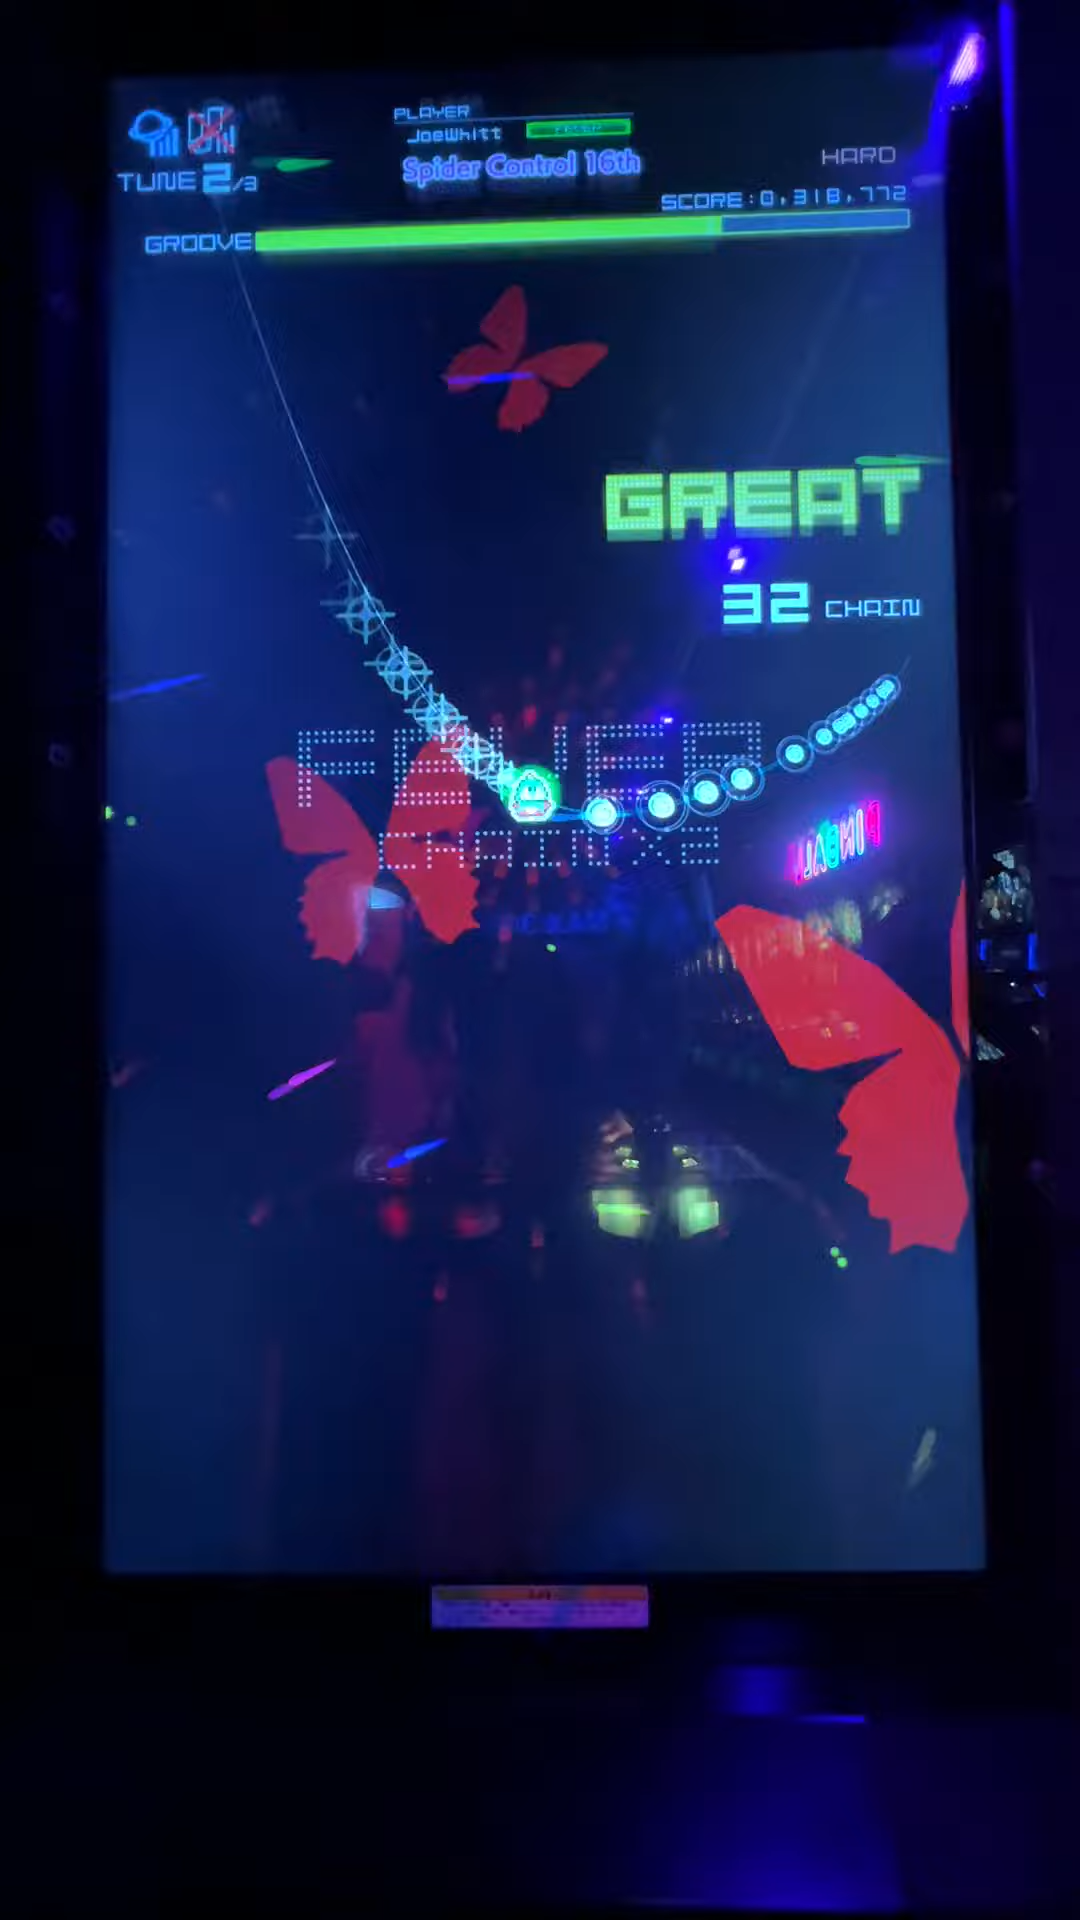 PLAYER
JoeWhitt
Spider Control 16th
TUNE 2/3
HARD
SCORE:0,318,772
GROOVE
GREAT
32 CHAIN
FEVER
CHAIN X2
PINBALL